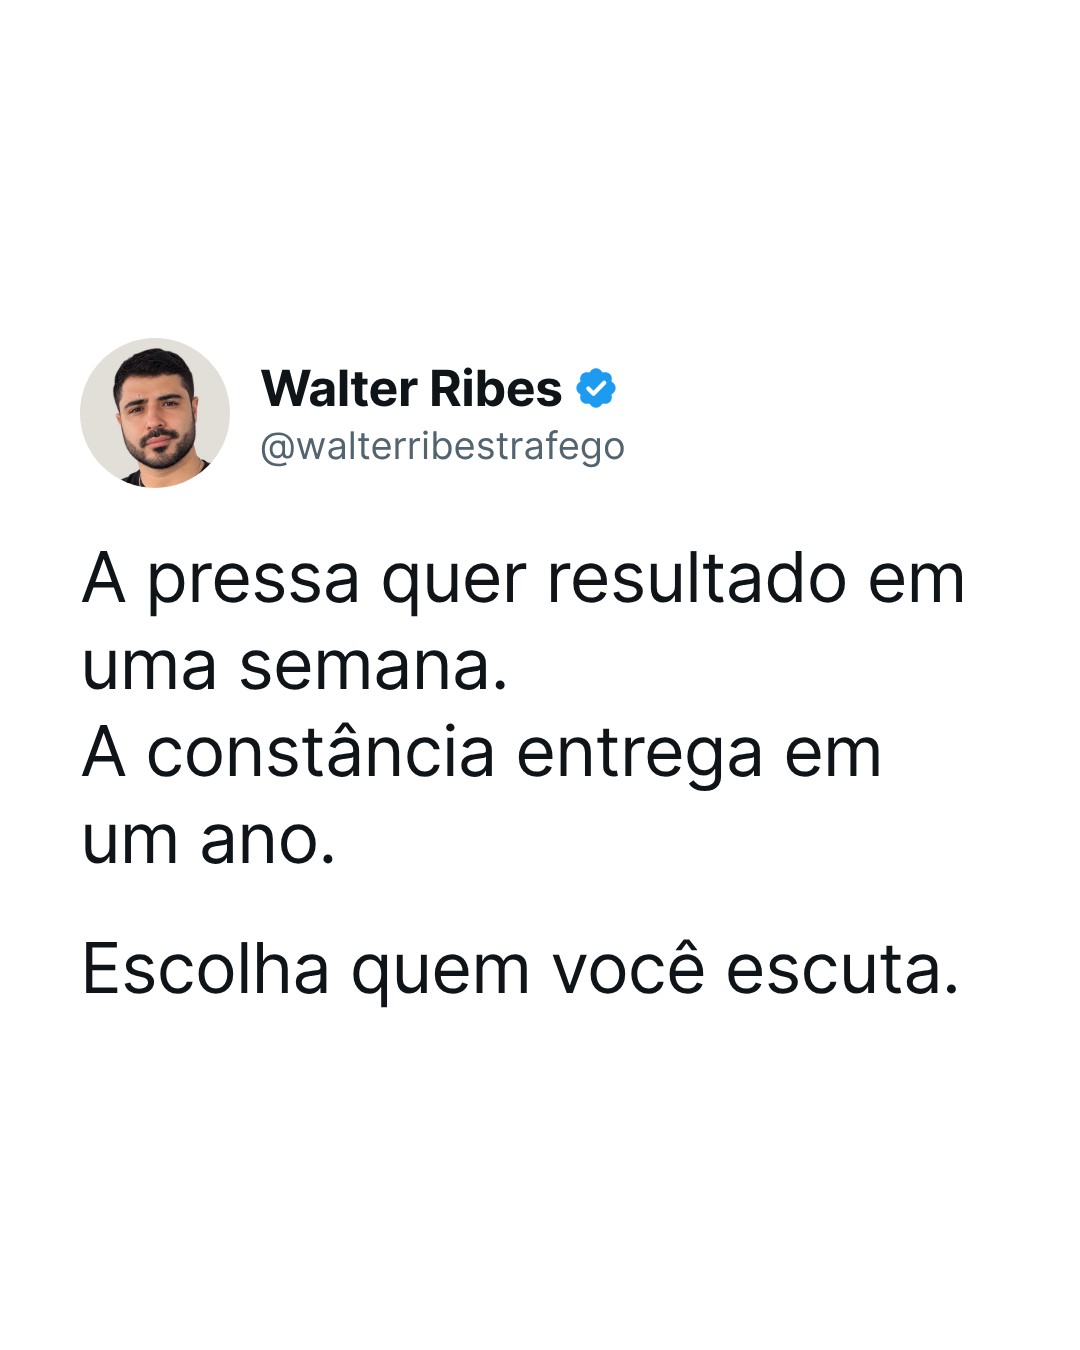 Walter Ribes
@walterribestrafego
A pressa quer resultado em
uma semana.
A constância entrega em
um ano.
Escolha quem você escuta.